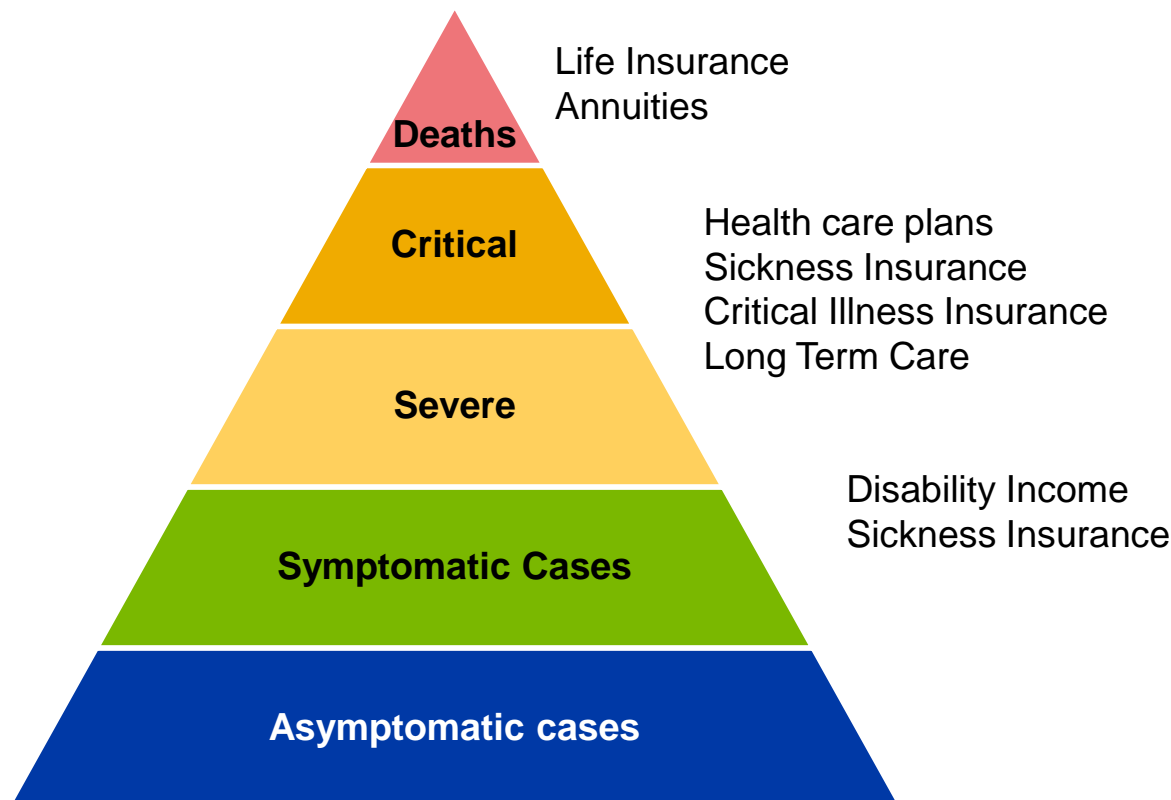 Life Insurance
Annuities
Deaths
Health care plans
Critical
Sickness Insurance
Critical Illness Insurance
Long Term Care
Severe
Disability Income
Sickness Insurance
Symptomatic Cases
Asymptomatic cases